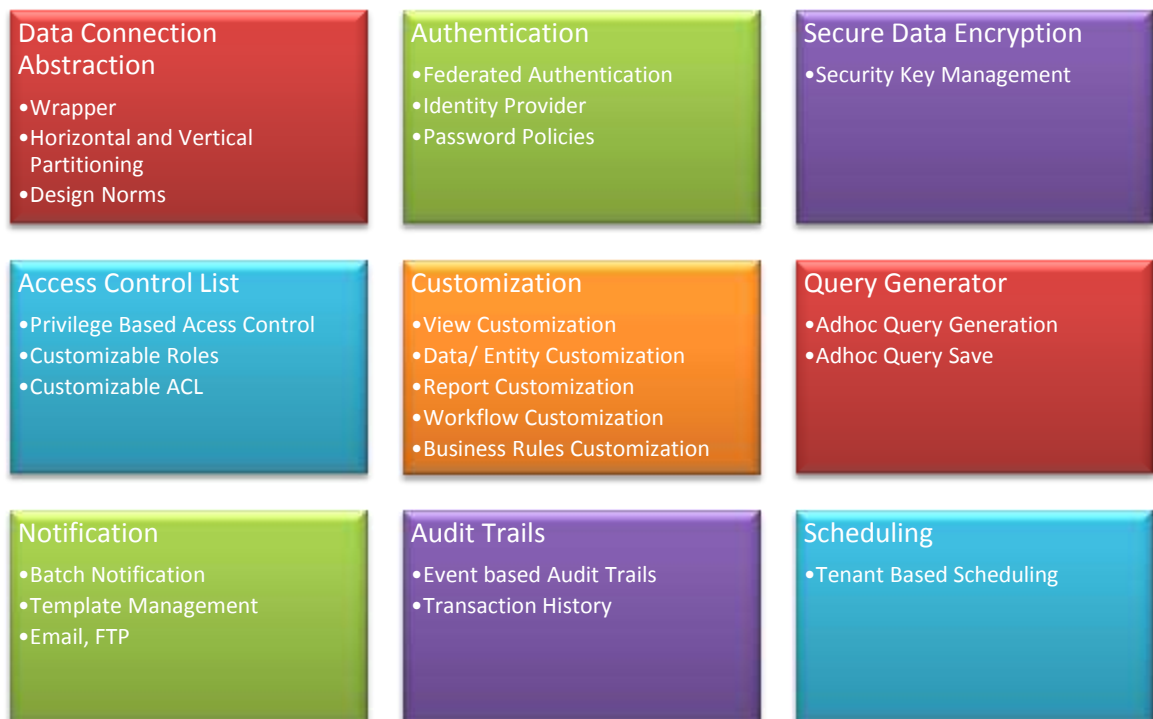 Data Connection
Abstraction
•Wrapper
•Horizontal and Vertical
Partitioning
•Design Norms
Authentication
•Federated Authentication
•Identity Provider
•Password Policies
Secure Data Encryption
•Security Key Management
Access Control List
•Privilege Based Acess Control
•Customizable Roles
•Customizable ACL
Customization
•View Customization
•Data/ Entity Customization
•Report Customization
•Workflow Customization
•Business Rules Customization
Query Generator
•Adhoc Query Generation
•Adhoc Query Save
Notification
•Batch Notification
•Template Management
•Email, FTP
Audit Trails
•Event based Audit Trails
•Transaction History
Scheduling
•Tenant Based Scheduling